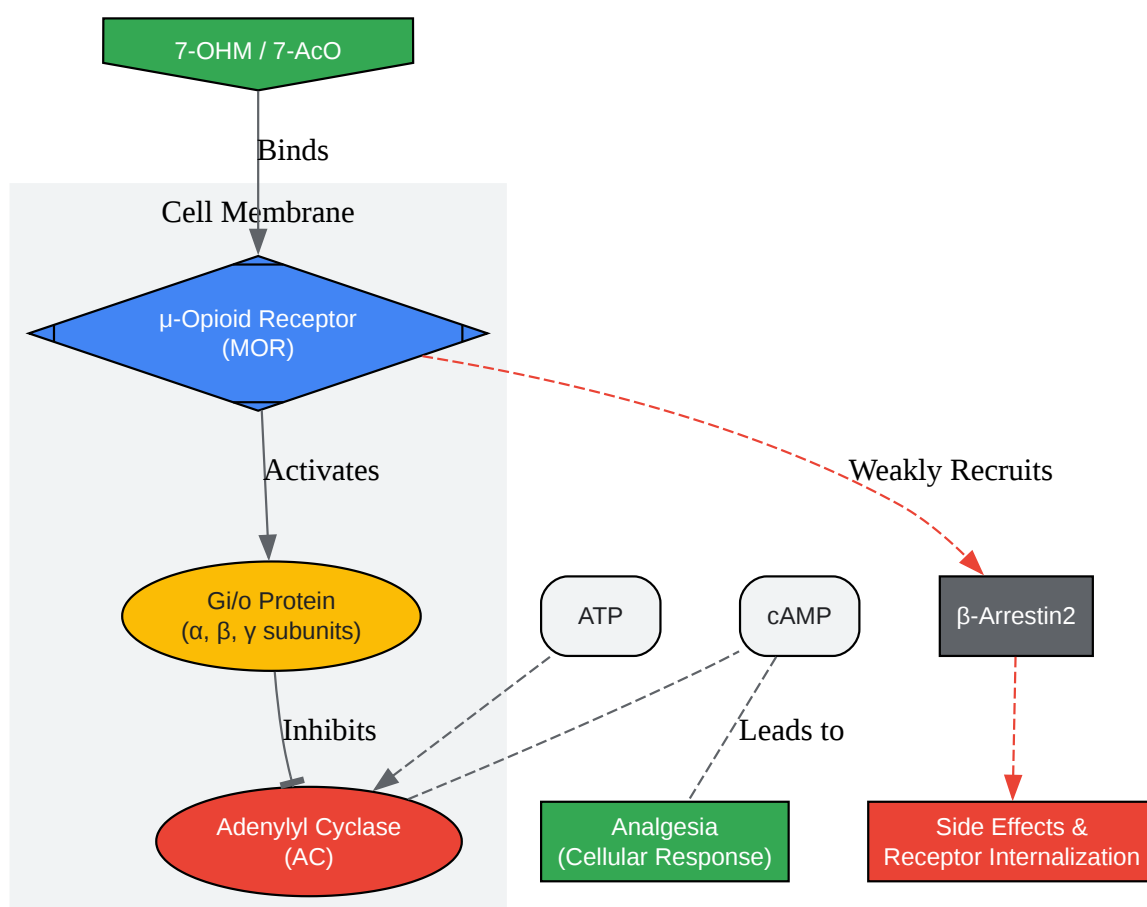 7-OHM / 7-AcO
Binds
Cell Membrane
μ-Opioid Receptor
(MOR)
Activates
Weakly Recruits
Gi/o Protein
(α, β, γ subunits)
ATP
cAMP
β-Arrestin2
Inhibits
Leads to
Adenylyl Cyclase
(AC)
Analgesia
(Cellular Response)
Side Effects &
Receptor Internalization